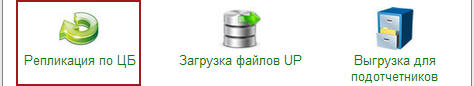 Репликация по ЦБ
Загрузка файлов UP
Выгрузка для
подотчетников